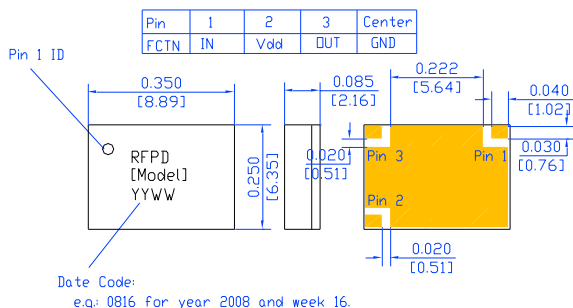 Pin 1 2 3 Center
FCTN IN Vdd OUT GND
Pin 1 ID
0.350
[8.89]
0.085
[2.16]
0.222
[5.64]
0.040
[1.02]
RFPD
[Model]
YYWW
0.250
[6.35]
0.020
[0.51]
Pin 3
Pin 1
0.030
[0.76]
Pin 2
0.020
[0.51]
Date Code:
e.g.: 0816 for year 2008 and week 16.